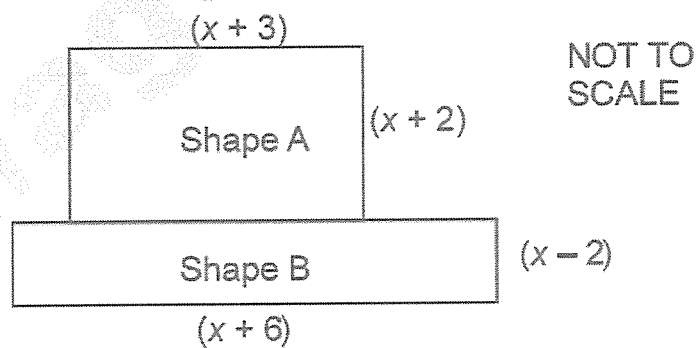 (x + 3)
NOT TO
SCALE
(x + 2)
Shape A
Shape B
(x – 2)
(x + 6)